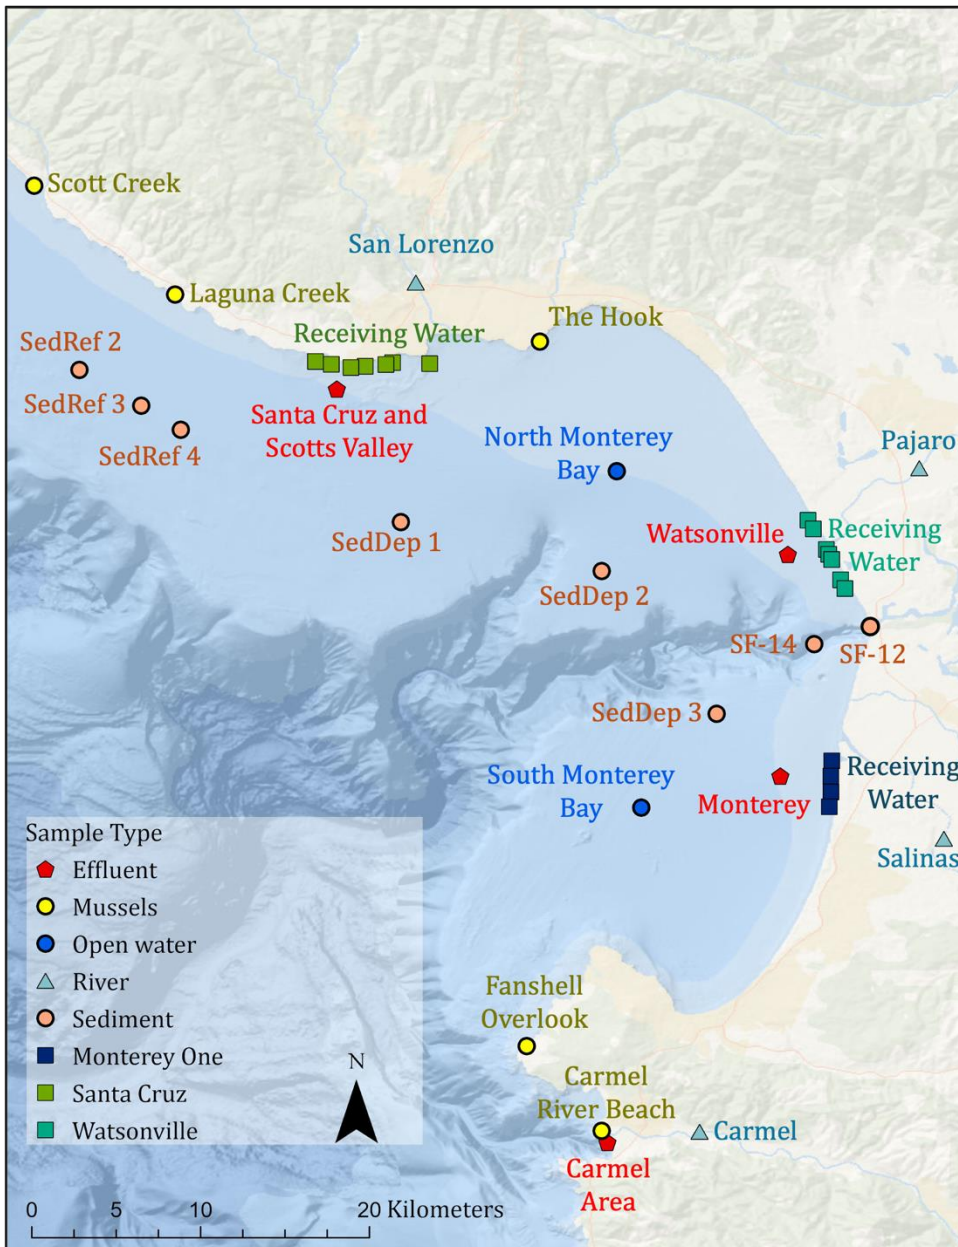 Scott Creek
San Lorenzo
Laguna Creek
The Hook
Receiving Water
SedRef 2
SedRef 3
SedRef 4
Santa Cruz and
Scotts Valley
North Monterey
Bay
Pajaro
SedDep 1
Watsonville
Receiving
Water
SedDep 2
SF-14
SF-12
SedDep 3
South Monterey
Bay
Monterey
Receiving
Water
Salinas
Sample Type
Effluent
Mussels
Open water
River
Sediment
Monterey One
Santa Cruz
Watsonville
N
Fanshell
Overlook
Carmel
River Beach
Carmel
Carmel
Area
0 5 10 20 Kilometers